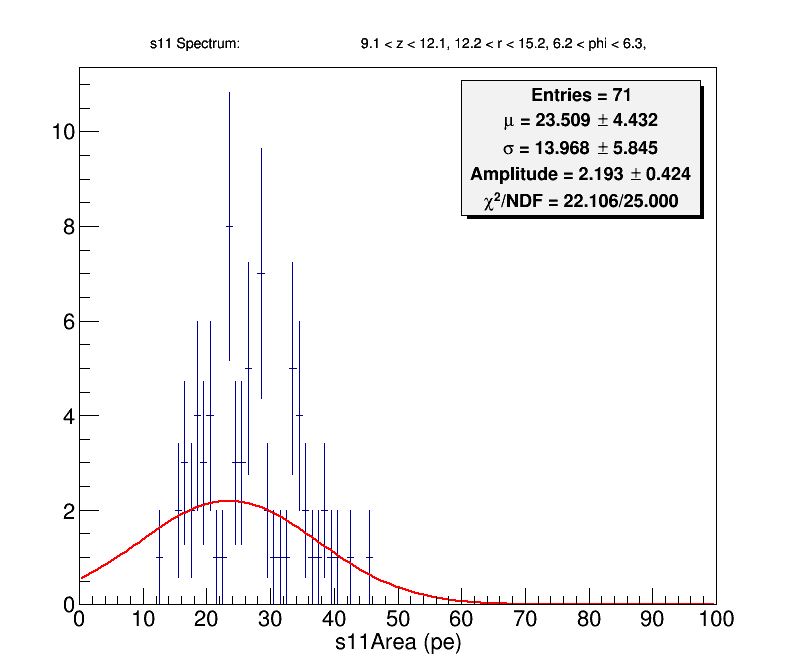 s11 Spectrum: 9.1 < z < 12.1, 12.2 < r < 15.2, 6.2 < phi < 6.3,
Entries = 71
μ = 23.509 ± 4.432
σ = 13.968 ± 5.845
Amplitude = 2.193 ± 0.424
χ²/NDF = 22.106/25.000
10
8
6
4
2
0
0 10 20 30 40 50 60 70 80 90 100
s11Area (pe)